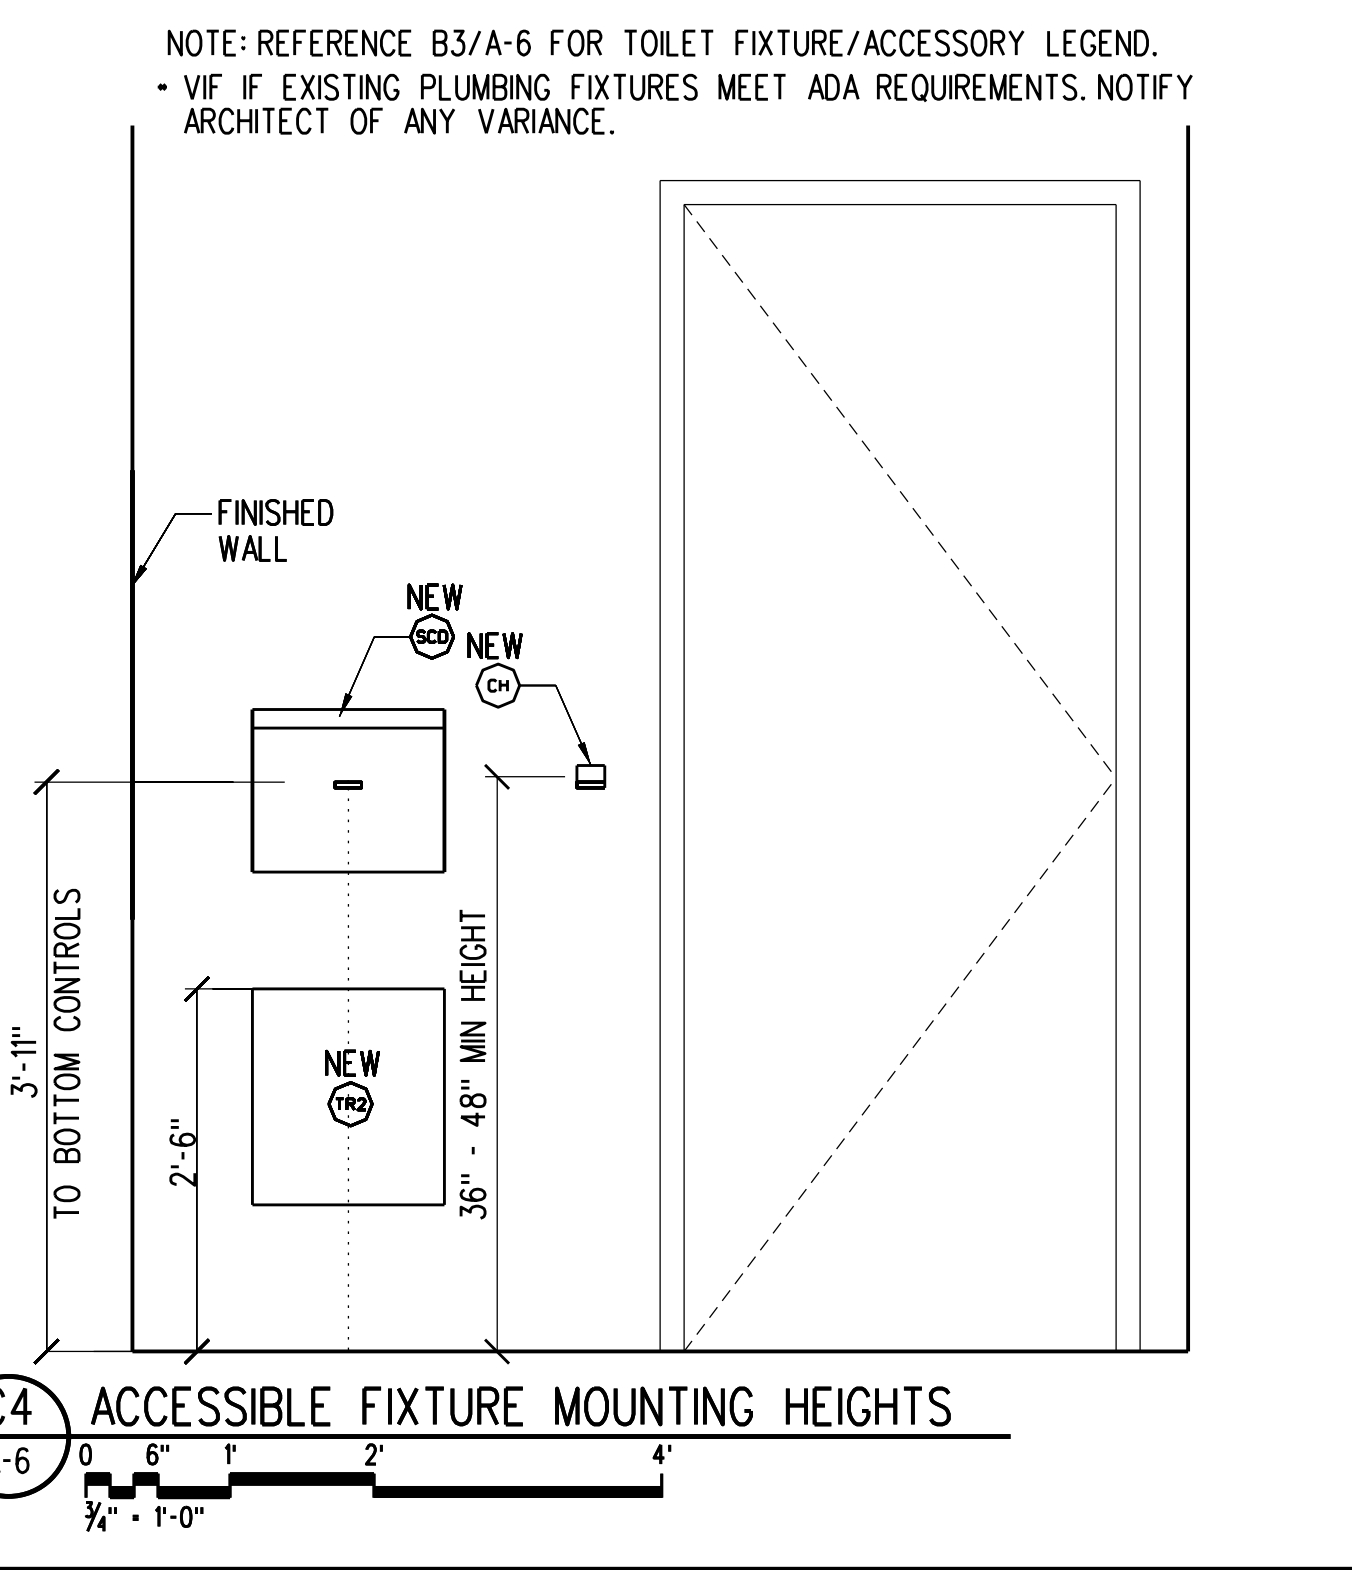 NOTE: REFERENCE B3/A-6 FOR TOILET FIXTURE/ACCESSORY LEGEND.
* VIF IF EXISTING PLUMBING FIXTURES MEET ADA REQUIREMENTS. NOTIFY
ARCHITECT OF ANY VARIANCE.
FINISHED
WALL
NEW
SCD
NEW
CH
3'-11"
TO BOTTOM CONTROLS
2'-6"
NEW
TR2
36" - 48" MIN HEIGHT
C4
-6
ACCESSIBLE FIXTURE MOUNTING HEIGHTS
0 6" 1' 2' 4'
3/4" = 1'-0"